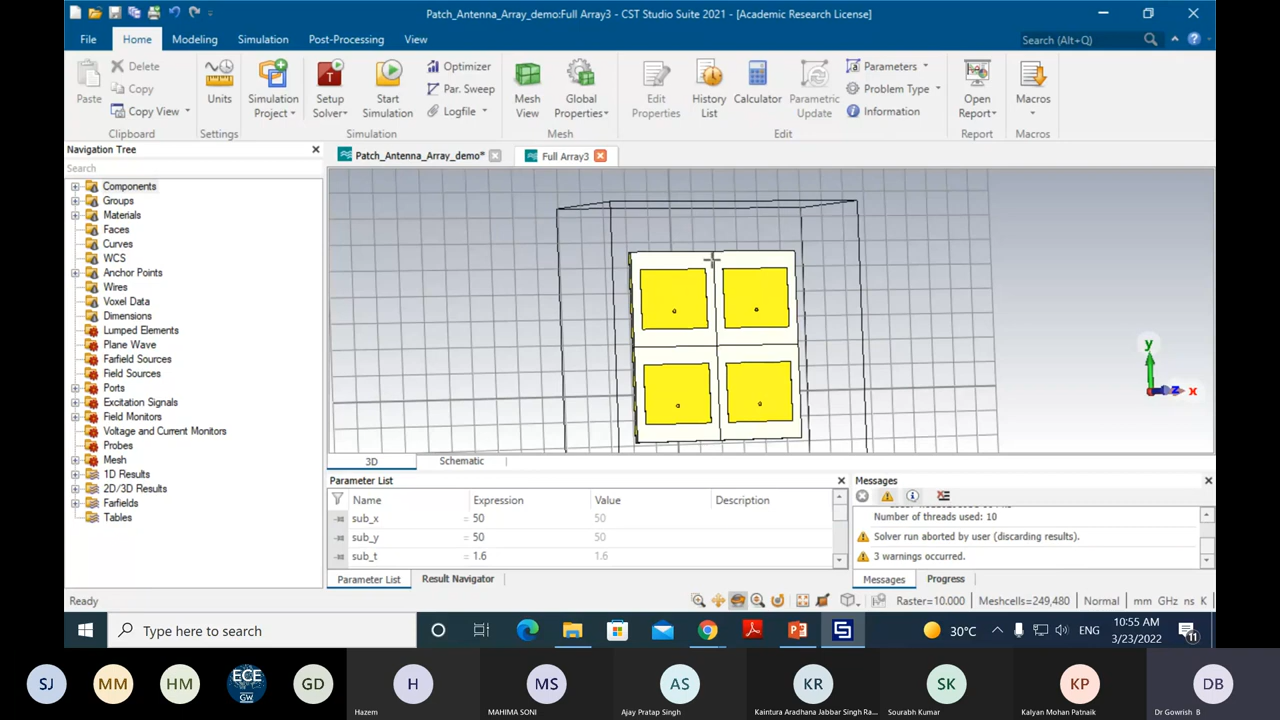 Patch_Antenna_Array_demo:Full Array3 - CST Studio Suite 2021 - [Academic Research License]
File Home Modeling Simulation Post-Processing View Search (Alt+Q)
Paste Delete Copy Copy View Clipboard
Units Settings
Simulation Project Setup Solver Start Simulation Optimizer Par. Sweep Logfile Simulation
Mesh View Global Properties Mesh
Edit Properties History List Calculator Parametric Update Parameters Problem Type Information Edit
Open Report Report
Macros Macros
Navigation Tree
Patch_Antenna_Array_demo* Full Array3
Search
Components
Groups
Materials
Faces
Curves
WCS
Anchor Points
Wires
Voxel Data
Dimensions
Lumped Elements
Plane Wave
Farfield Sources
Field Sources
Ports
Excitation Signals
Field Monitors
Voltage and Current Monitors
Probes
Mesh
1D Results
2D/3D Results
Farfields
Tables
y
z x
3D Schematic
Parameter List
Name Expression Value Description
sub_x = 50 50
sub_y = 50 50
sub_t = 1.6 1.6
Parameter List Result Navigator
Messages
Number of threads used: 10
Solver run aborted by user (discarding results).
3 warnings occurred.
Messages Progress
Ready Raster=10.000 Meshcells=249,480 Normal mm GHz ns K
Type here to search 30°C ENG 10:55 AM
3/23/2022 11
SJ MM HM ECE GW GD H MS AS KR SK KP DB
Hazem MAHIMA SONI Ajay Pratap Singh Kaintura Aradhana Jabbar Singh Ra... Sourabh Kumar Kalyan Mohan Patnaik Dr Gowrish B